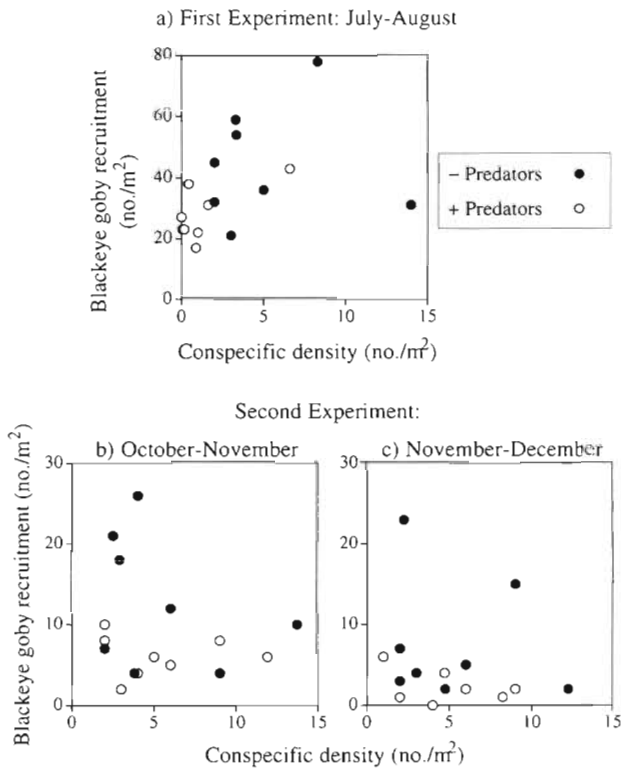 a) First Experiment: July-August
Blackeye goby recruitment
(no./m²)
80
60
40
20
0
0 5 10 15
Conspecific density (no./m²)
– Predators ●
+ Predators ○
Second Experiment:
b) October-November
c) November-December
Blackeye goby recruitment (no./m²)
30
20
10
0
0 5 10 15
30
20
10
0
0 5 10 15
Conspecific density (no./m²)